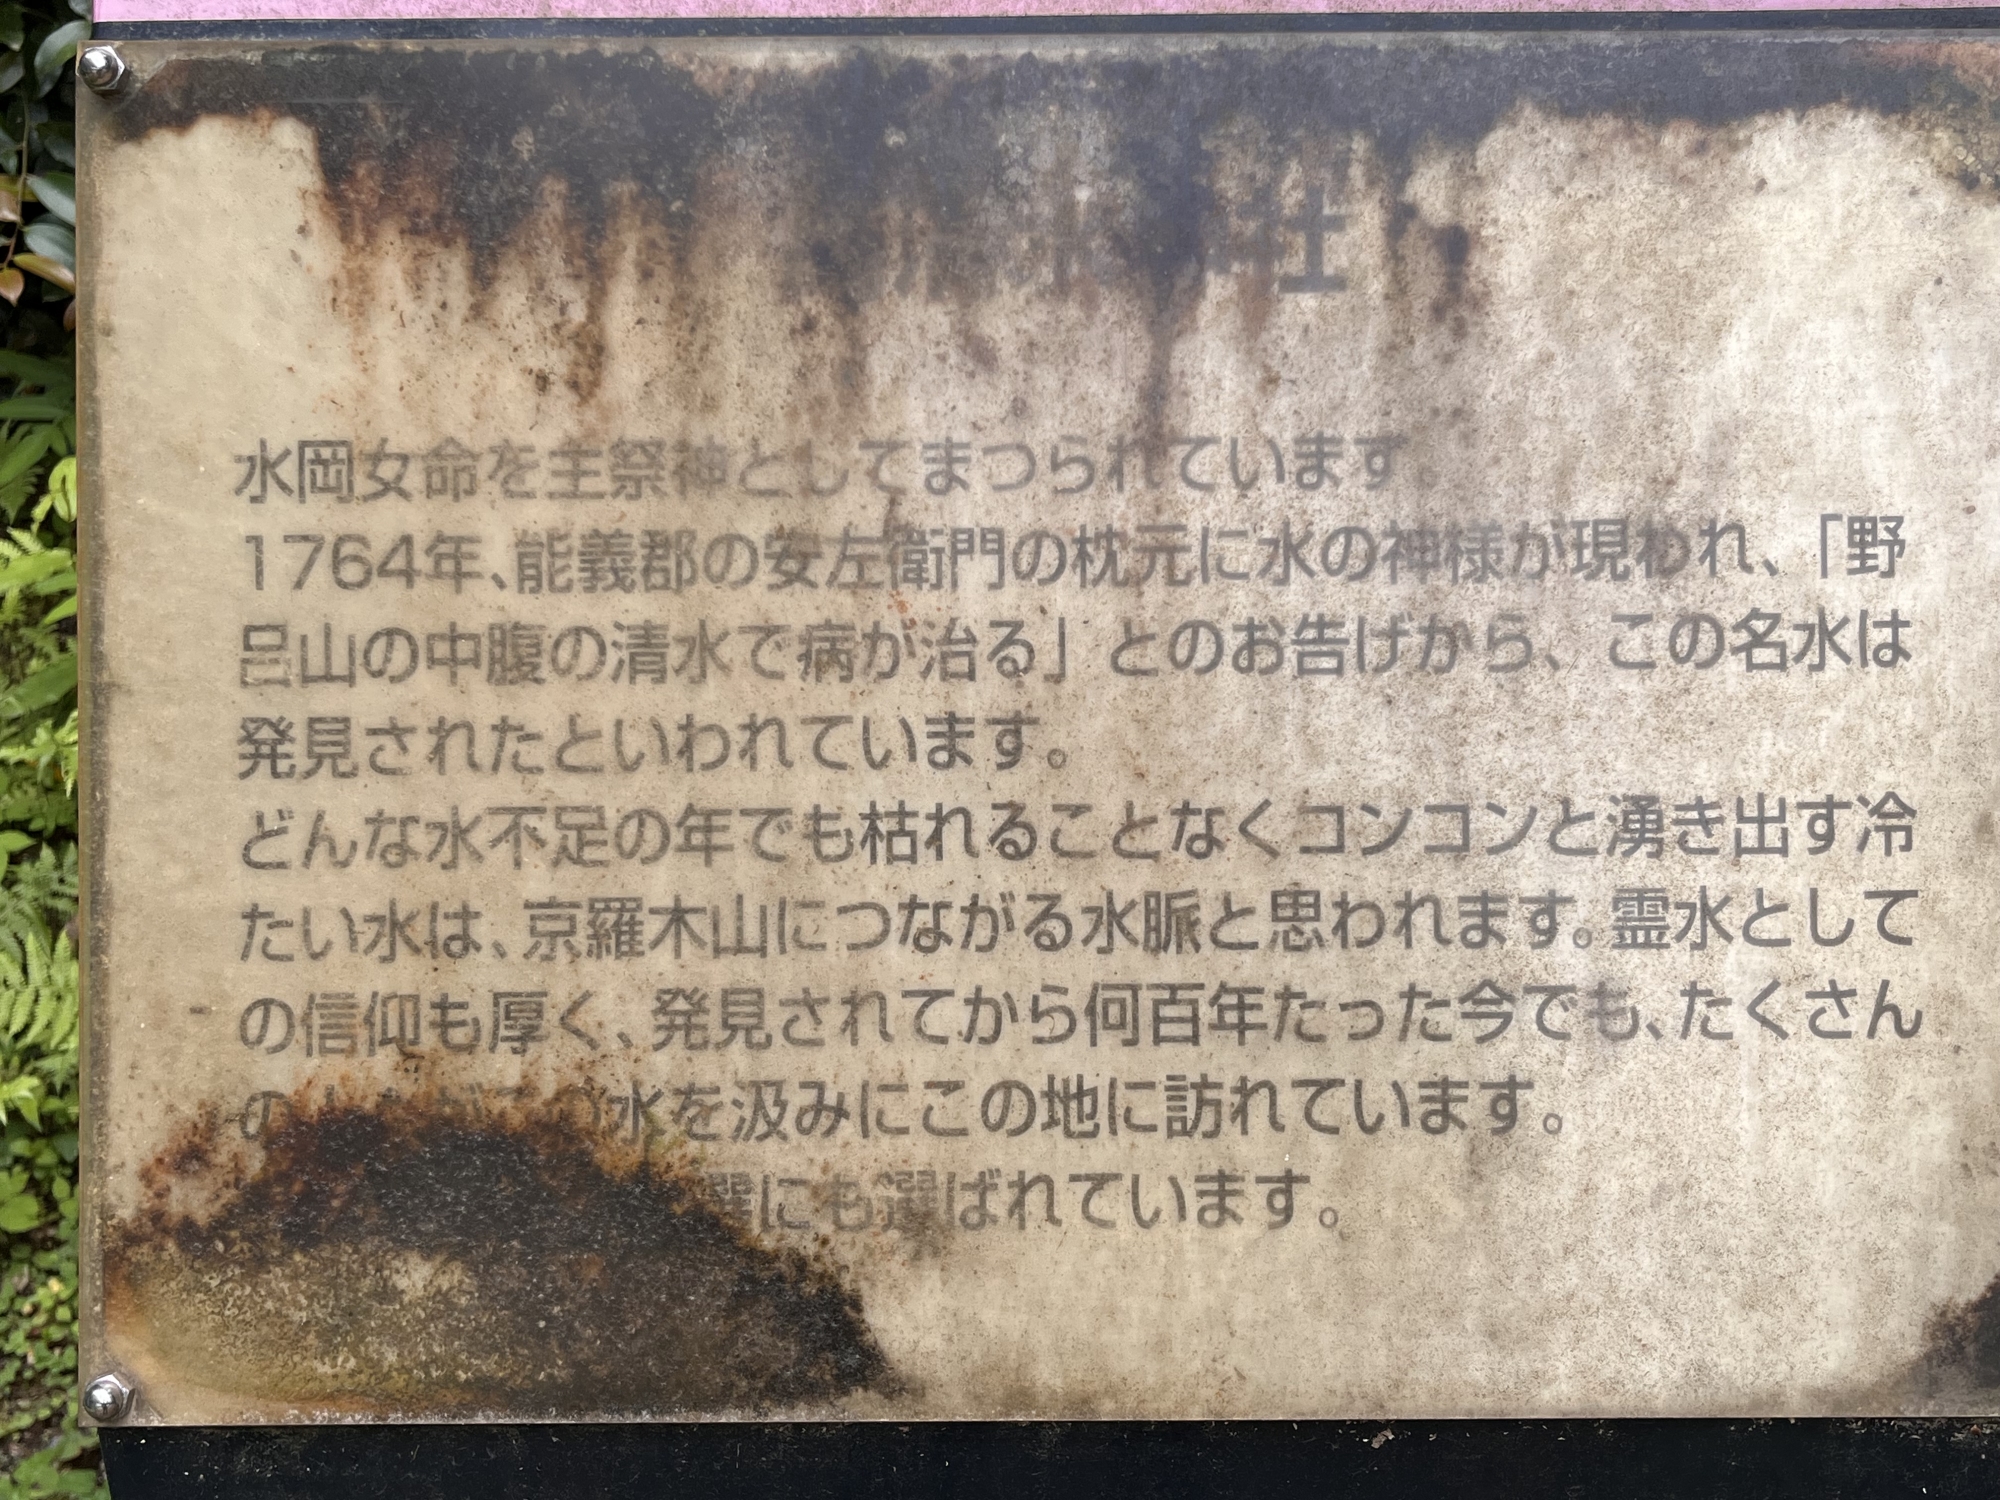 社
水岡女命を主祭神としてまつられています。
1764年、能義郡の安左衛門の枕元に水の神様が現われ、「野
呂山の中腹の清水で病が治る」とのお告げから、この名水は
発見されたといわれています。
どんな水不足の年でも枯れることなくコンコンと湧き出す冷
たい水は、京羅木山につながる水脈と思われます。霊水として
の信仰も厚く、発見されてから何百年たった今でも、たくさん
の水を汲みにこの地に訪れています。
選にも選ばれています。